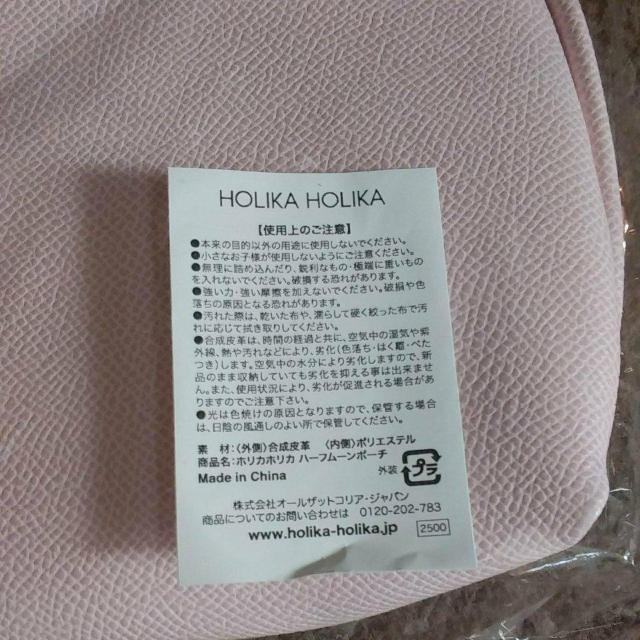 HOLIKA HOLIKA
【使用上のご注意】
●本来の目的以外の用途に使用しないでください。
●小さなお子様が使用しないようにご注意ください。
●無理に詰め込んだり、鋭利なもの・極端に重いもの
を入れないでください。破損する恐れがあります。
●強い力・強い摩擦を加えないでください。破損や色
落ちの原因となる恐れがあります。
●汚れた際は、乾いた布や、濡らして硬く絞った布で汚
れに応じて拭き取りしてください。
●合成皮革は、時間の経過と共に、空気中の湿気や紫
外線、熱や汚れなどにより、劣化(色落ち・はく離・べた
つき)します。空気中の水分により劣化しますので、新
品のまま収納していても劣化を抑える事は出来ませ
ん。また、使用状況により、劣化が促進される場合があ
りますのでご注意下さい。
●光は色焼けの原因となりますので、保管する場合
は、日陰の風通しのよい所で保管してください。
素 材:〈外側〉合成皮革 〈内側〉ポリエステル
商品名:ホリカホリカ ハーフムーンポーチ
Made in China
外装 プラ
株式会社オールザットコリア・ジャパン
商品についてのお問い合わせは 0120-202-783
www.holika-holika.jp 2500